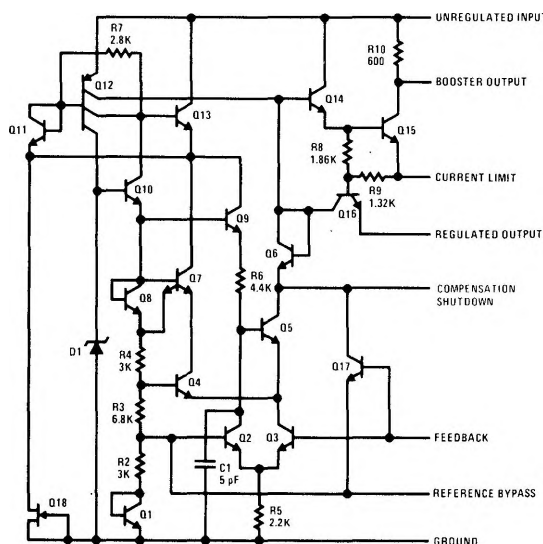 UNREGULATED INPUT
R7
2.8K
R10
600
Q12
BOOSTER OUTPUT
Q14
Q11
Q13
Q15
R8
1.86K
R9
1.32K
CURRENT LIMIT
Q10
Q9
Q16
REGULATED OUTPUT
Q6
Q7
R6
4.4K
Q8
COMPENSATION
SHUTDOWN
Q5
D1
R4
3K
Q17
Q4
R3
6.8K
Q2
Q3
FEEDBACK
R2
3K
C1
5 pF
REFERENCE BYPASS
Q18
Q1
R5
2.2K
GROUND